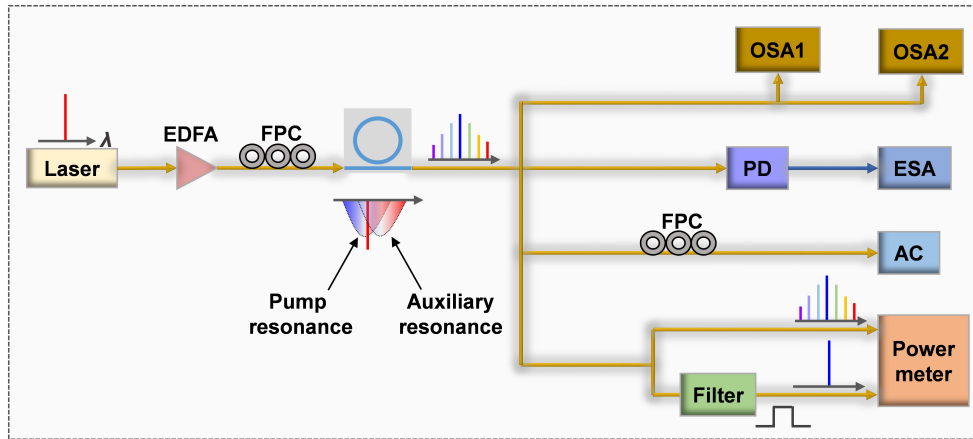 OSA1
OSA2
λ
EDFA
FPC
Laser
PD
ESA
FPC
AC
Pump
resonance
Auxiliary
resonance
Power
meter
Filter